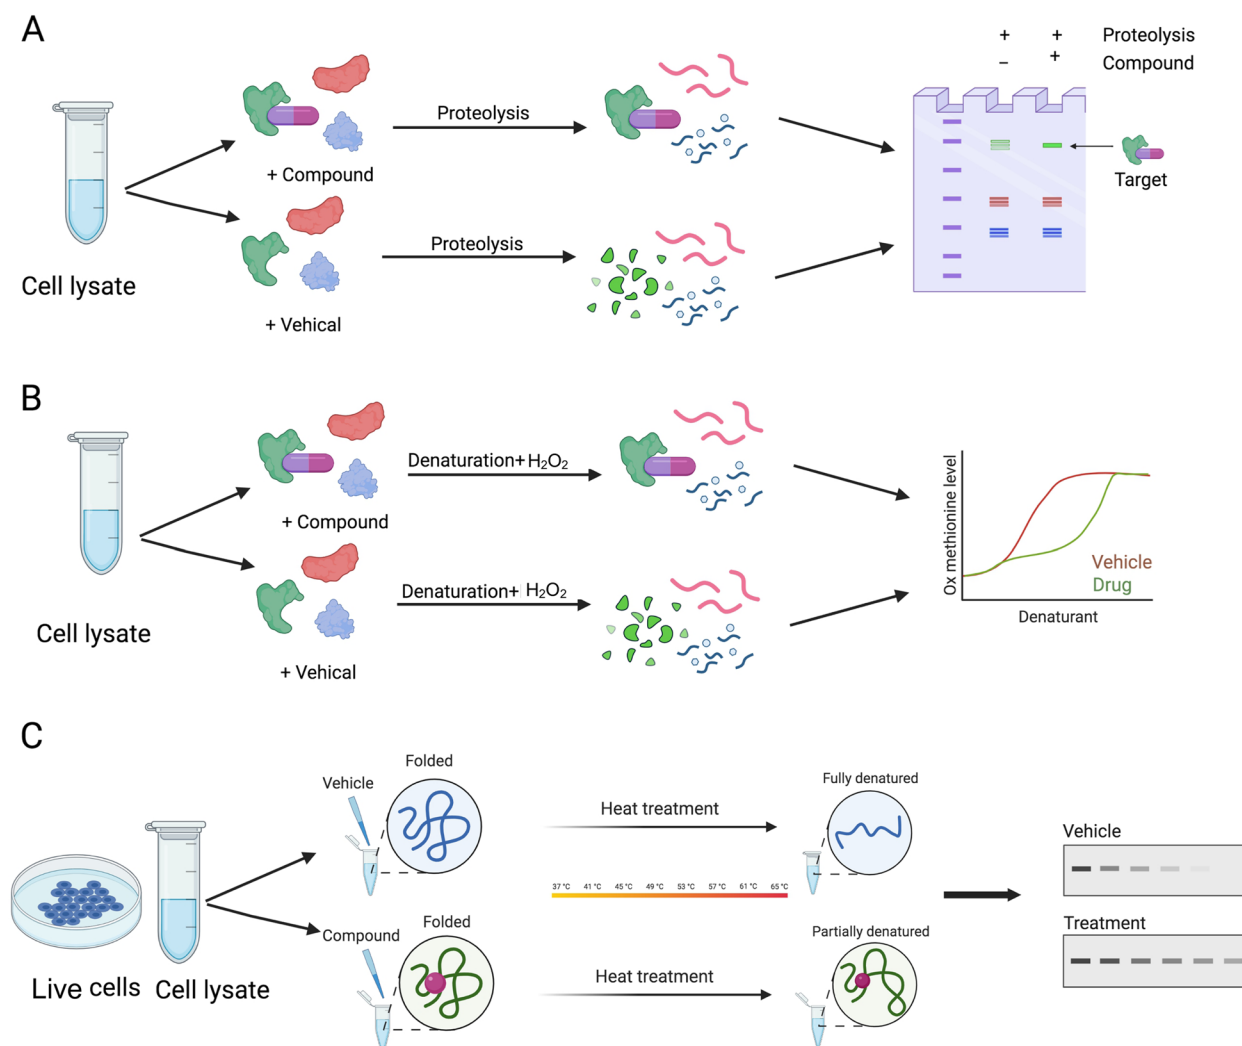 A
+ + Proteolysis
– + Compound
Proteolysis
+ Compound
Target
Proteolysis
Cell lysate
+ Vehical
B
Denaturation+ H₂O₂
+ Compound
Ox methionine level
Vehicle
Drug
Denaturant
Denaturation+ H₂O₂
Cell lysate
+ Vehical
C
Folded
Vehicle
Fully denatured
Heat treatment
Vehicle
37 °C 41 °C 45 °C 49 °C 53 °C 57 °C 61 °C 65 °C
Folded
Treatment
Compound
Partially denatured
Heat treatment
Live cells Cell lysate